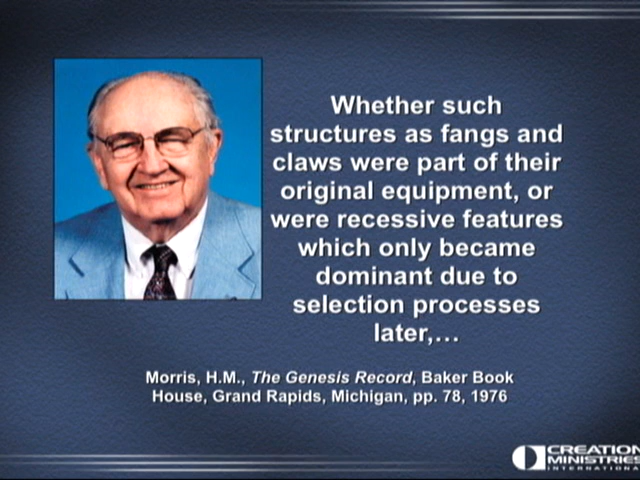 Whether such
structures as fangs and
claws were part of their
original equipment, or
were recessive features
which only became
dominant due to
selection processes
later,…
Morris, H.M., The Genesis Record, Baker Book
House, Grand Rapids, Michigan, pp. 78, 1976
CREATION
MINISTRIES
INTERNATIONAL